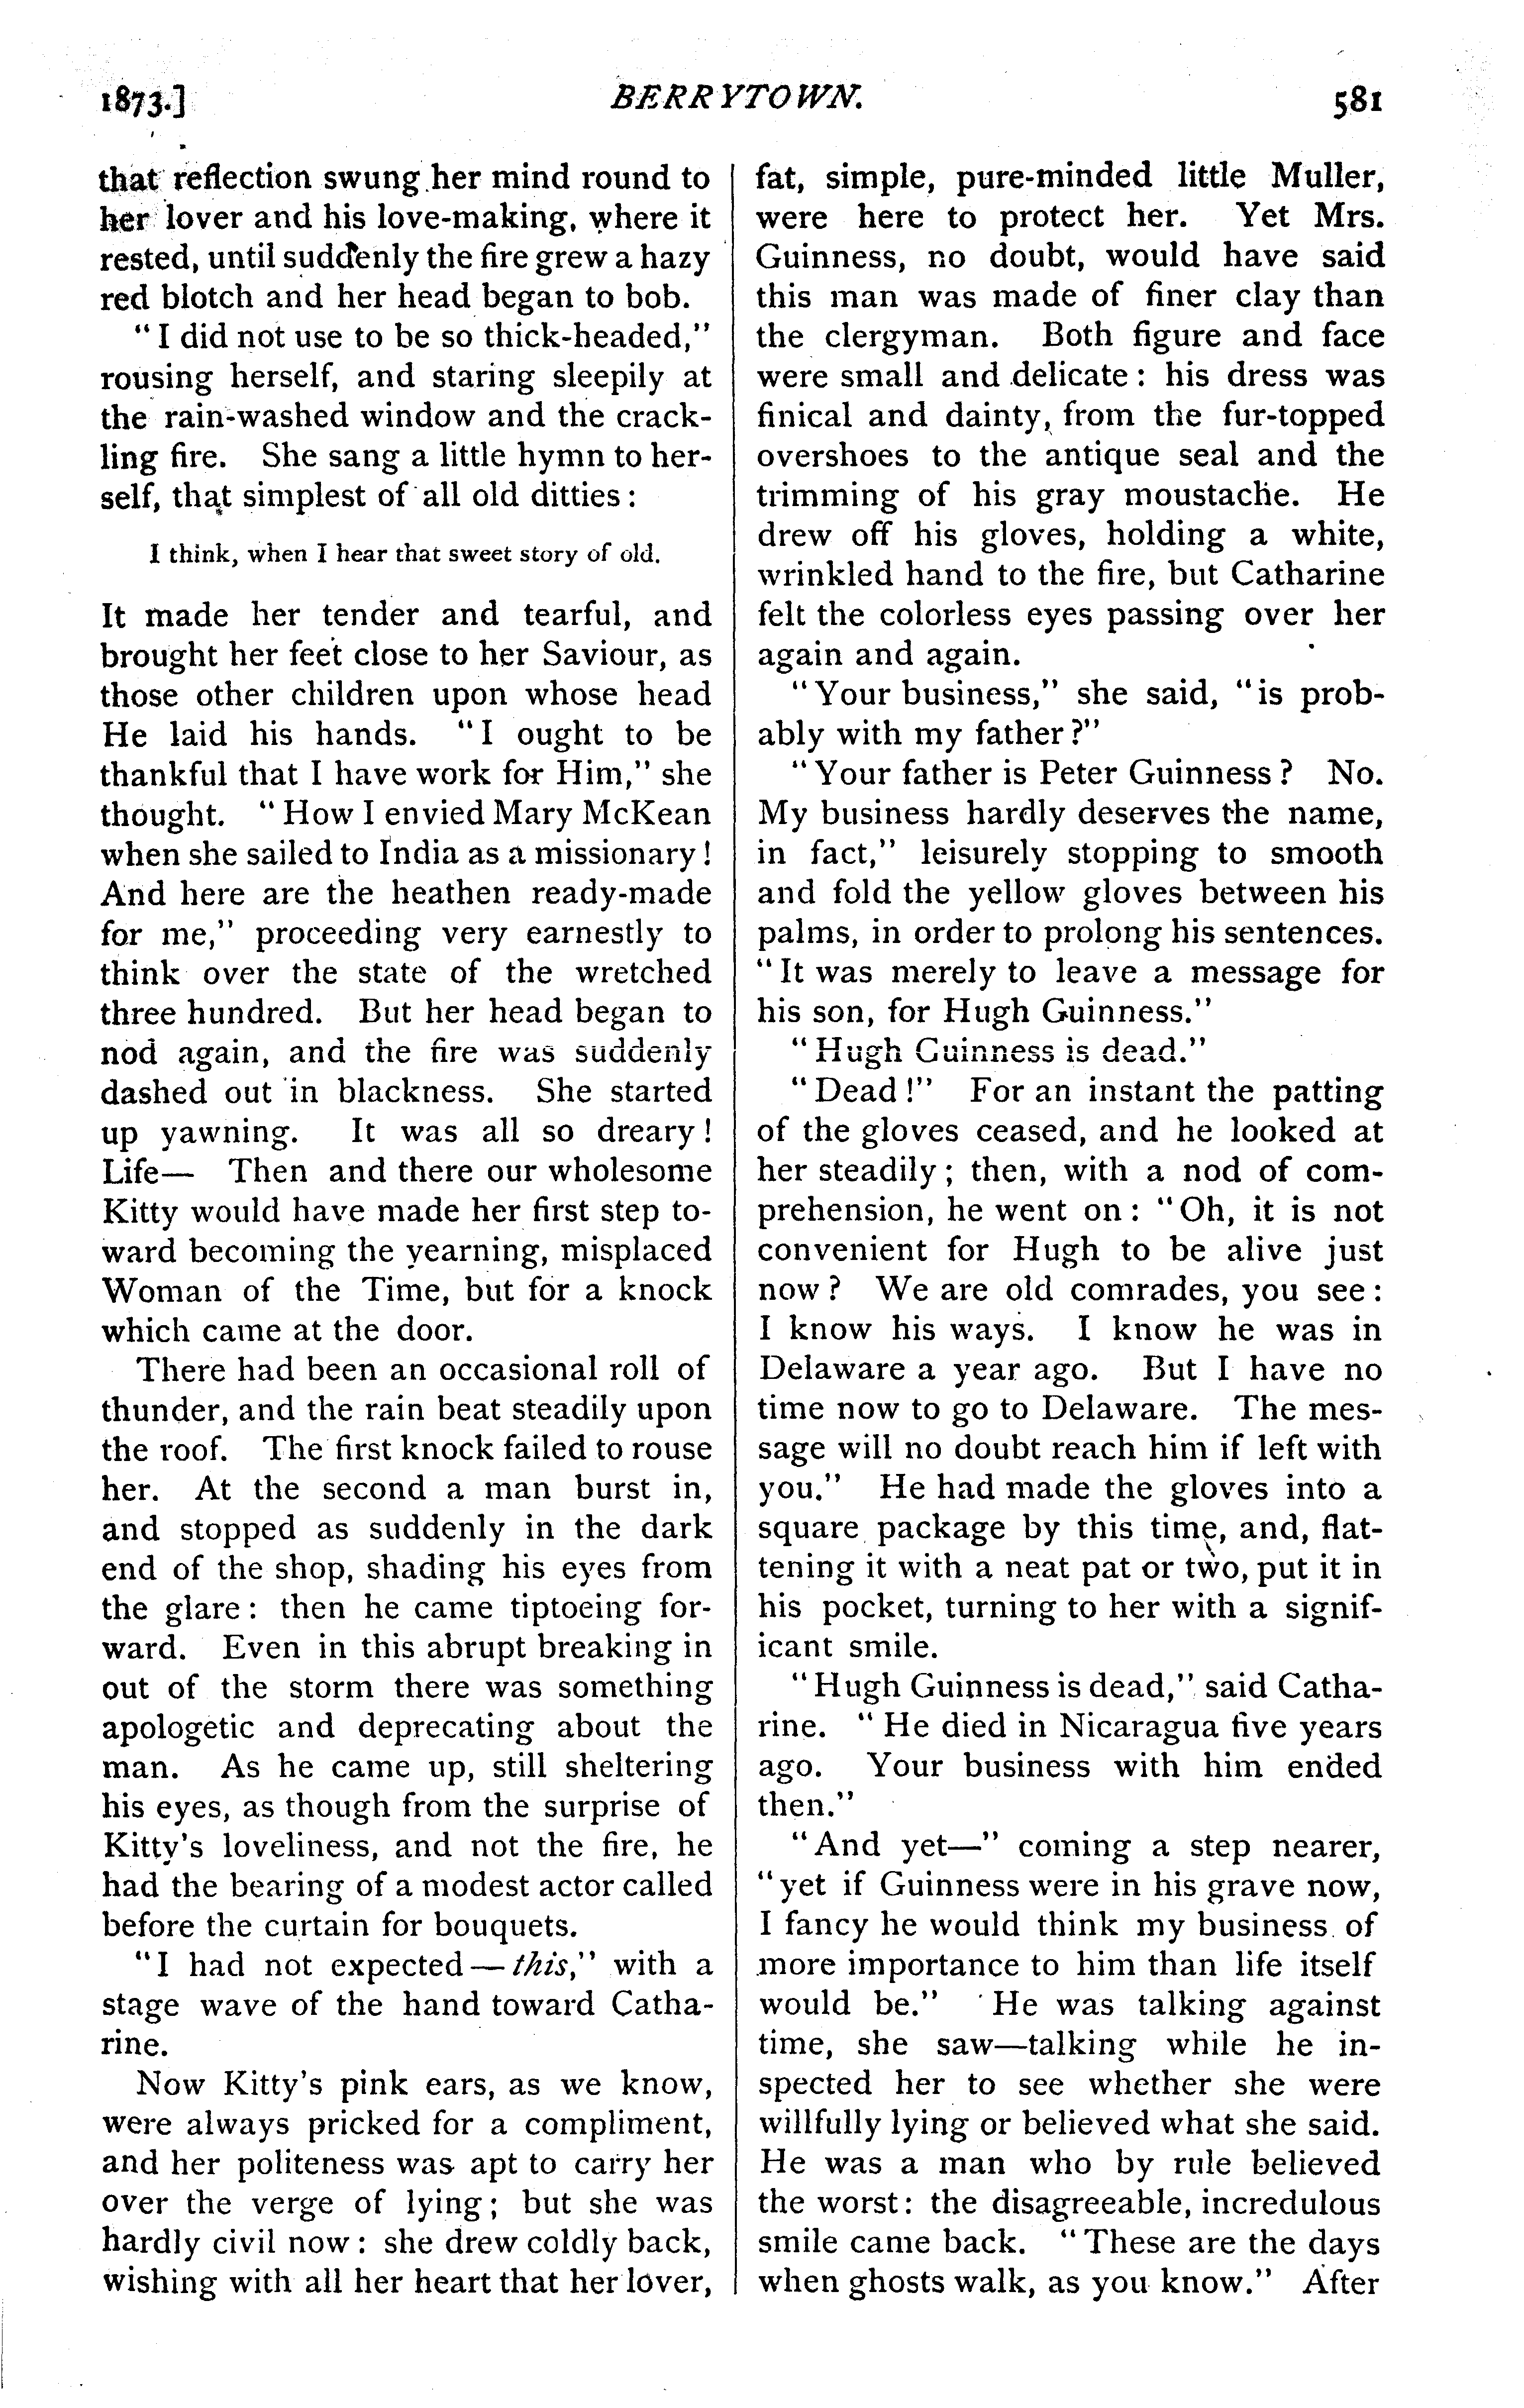 1873.] BERRYTOWN. 581
that reflection swung her mind round to
her lover and his love-making, where it
rested, until suddenly the fire grew a hazy
red blotch and her head began to bob.
"I did not use to be so thick-headed,"
rousing herself, and staring sleepily at
the rain-washed window and the crack-
ling fire. She sang a little hymn to her-
self, that simplest of all old ditties:
I think, when I hear that sweet story of old.
It made her tender and tearful, and
brought her feet close to her Saviour, as
those other children upon whose head
He laid his hands. "I ought to be
thankful that I have work for Him," she
thought. "How I envied Mary McKean
when she sailed to India as a missionary!
And here are the heathen ready-made
for me," proceeding very earnestly to
think over the state of the wretched
three hundred. But her head began to
nod again, and the fire was suddenly
dashed out in blackness. She started
up yawning. It was all so dreary!
Life— Then and there our wholesome
Kitty would have made her first step to-
ward becoming the yearning, misplaced
Woman of the Time, but for a knock
which came at the door.
There had been an occasional roll of
thunder, and the rain beat steadily upon
the roof. The first knock failed to rouse
her. At the second a man burst in,
and stopped as suddenly in the dark
end of the shop, shading his eyes from
the glare: then he came tiptoeing for-
ward. Even in this abrupt breaking in
out of the storm there was something
apologetic and deprecating about the
man. As he came up, still sheltering
his eyes, as though from the surprise of
Kitty's loveliness, and not the fire, he
had the bearing of a modest actor called
before the curtain for bouquets.
"I had not expected—this," with a
stage wave of the hand toward Catha-
rine.
Now Kitty's pink ears, as we know,
were always pricked for a compliment,
and her politeness was apt to carry her
over the verge of lying; but she was
hardly civil now: she drew coldly back,
wishing with all her heart that her lover,
fat, simple, pure-minded little Muller,
were here to protect her. Yet Mrs.
Guinness, no doubt, would have said
this man was made of finer clay than
the clergyman. Both figure and face
were small and delicate: his dress was
finical and dainty, from the fur-topped
overshoes to the antique seal and the
trimming of his gray moustache. He
drew off his gloves, holding a white,
wrinkled hand to the fire, but Catharine
felt the colorless eyes passing over her
again and again.
"Your business," she said, "is prob-
ably with my father?"
"Your father is Peter Guinness? No.
My business hardly deserves the name,
in fact," leisurely stopping to smooth
and fold the yellow gloves between his
palms, in order to prolong his sentences.
"It was merely to leave a message for
his son, for Hugh Guinness."
"Hugh Guinness is dead."
"Dead!" For an instant the patting
of the gloves ceased, and he looked at
her steadily; then, with a nod of com-
prehension, he went on: "Oh, it is not
convenient for Hugh to be alive just
now? We are old comrades, you see:
I know his ways. I know he was in
Delaware a year ago. But I have no
time now to go to Delaware. The mes-
sage will no doubt reach him if left with
you." He had made the gloves into a
square package by this time, and, flat-
tening it with a neat pat or two, put it in
his pocket, turning to her with a signif-
icant smile.
"Hugh Guinness is dead," said Catha-
rine. "He died in Nicaragua five years
ago. Your business with him ended
then."
"And yet—" coming a step nearer,
"yet if Guinness were in his grave now,
I fancy he would think my business of
more importance to him than life itself
would be." He was talking against
time, she saw—talking while he in-
spected her to see whether she were
willfully lying or believed what she said.
He was a man who by rule believed
the worst: the disagreeable, incredulous
smile came back. "These are the days
when ghosts walk, as you know." After